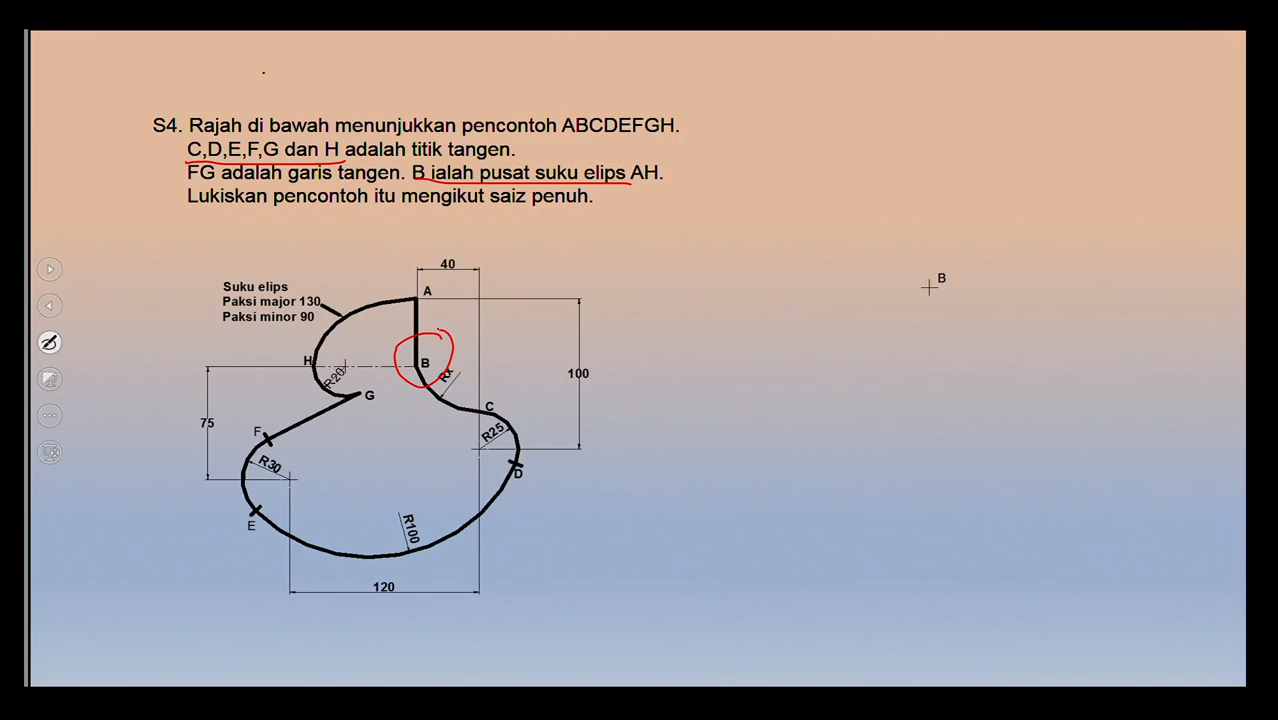 S4. Rajah di bawah menunjukkan pencontoh ABCDEFGH.
C,D,E,F,G dan H adalah titik tangen.
FG adalah garis tangen. B ialah pusat suku elips AH.
Lukiskan pencontoh itu mengikut saiz penuh.
40
B
Suku elips
Paksi major 130
Paksi minor 90
A
H
B
R20
Rx
100
G
C
75
F
R25
R30
D
E
R100
120